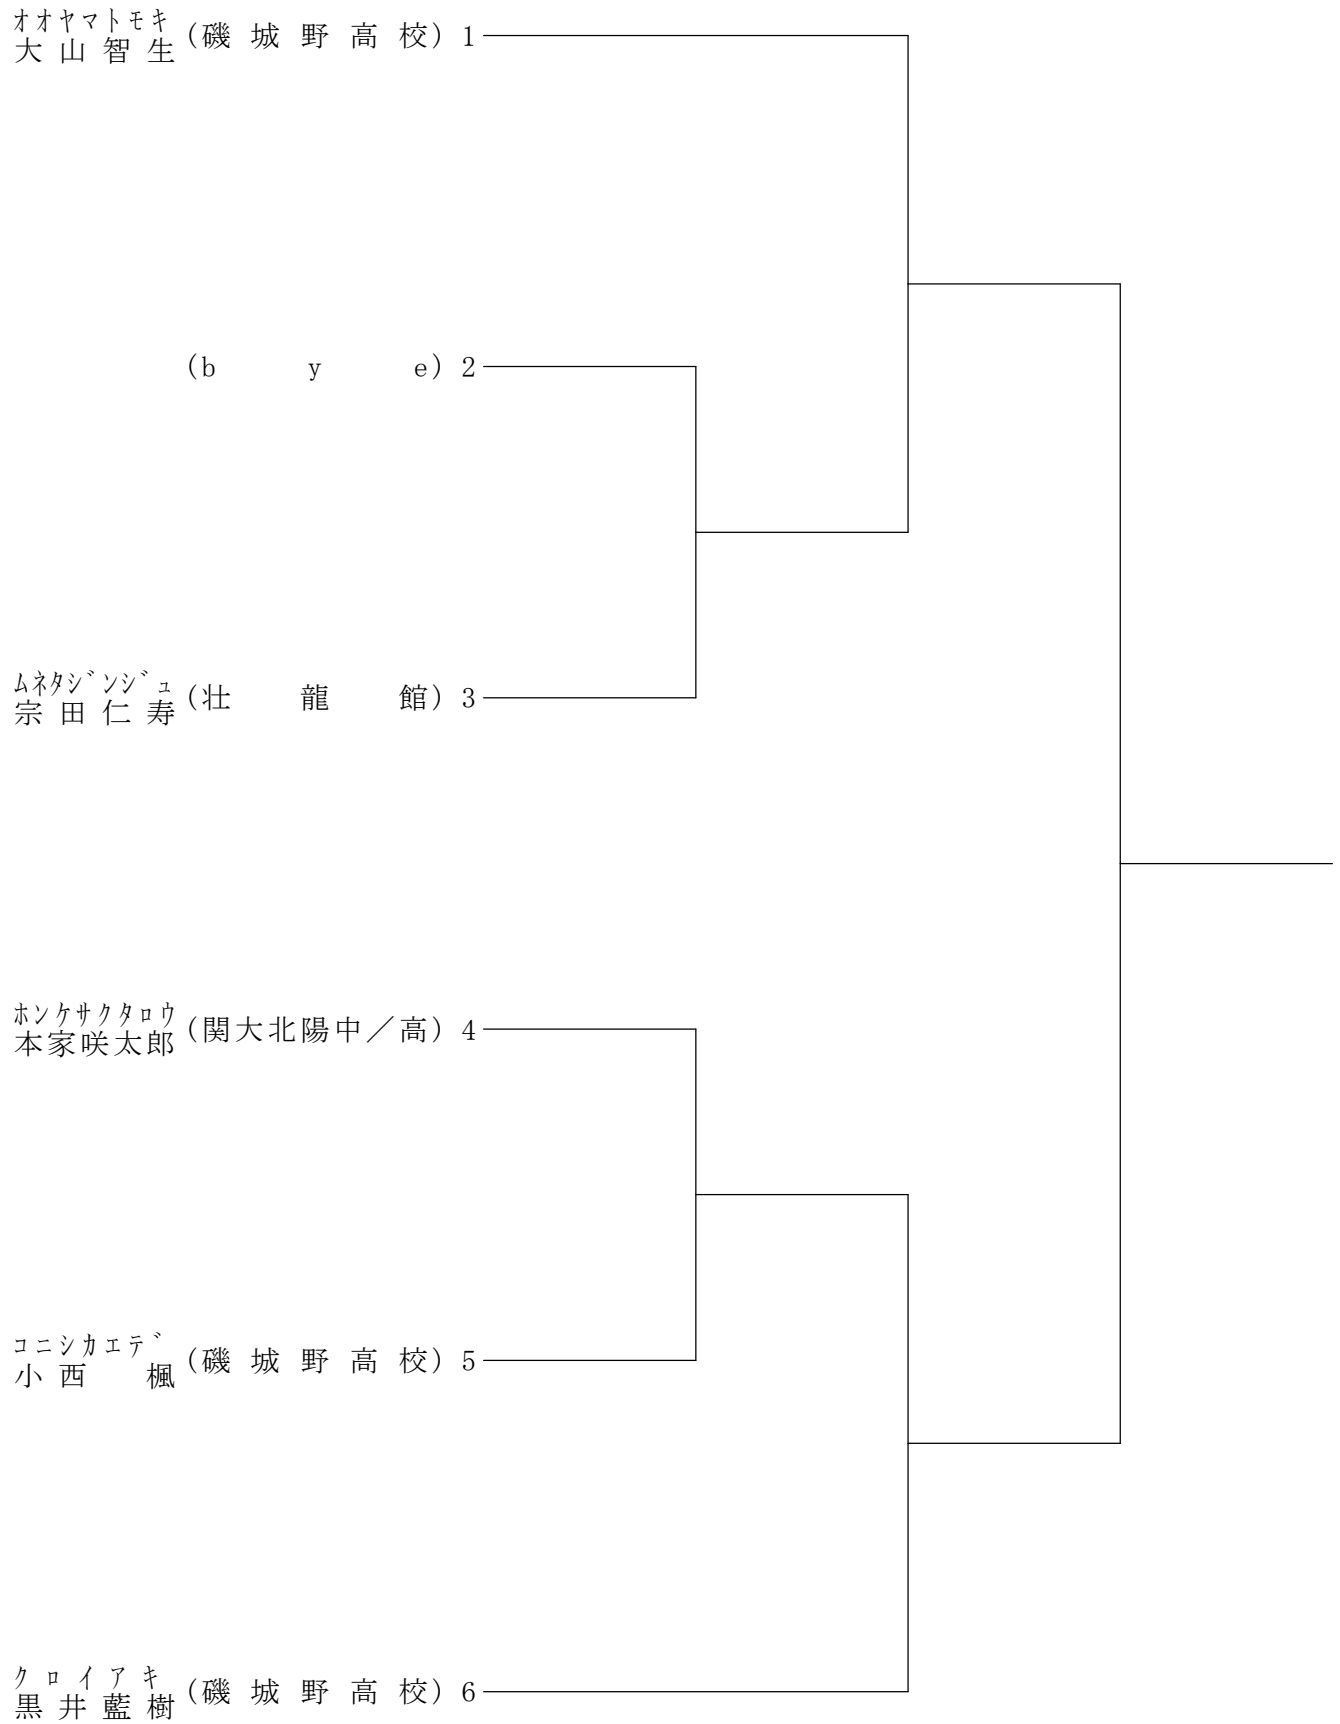 オオヤマトモキ
大山智生 (磯城野高校) 1
(bye) 2
ムネタジンジュ
宗田仁寿 (壮龍館) 3
ホンケサクタロウ
本家咲太郎 (関大北陽中／高) 4
コニシカエデ
小西楓 (磯城野高校) 5
クロイアキ
黒井藍樹 (磯城野高校) 6